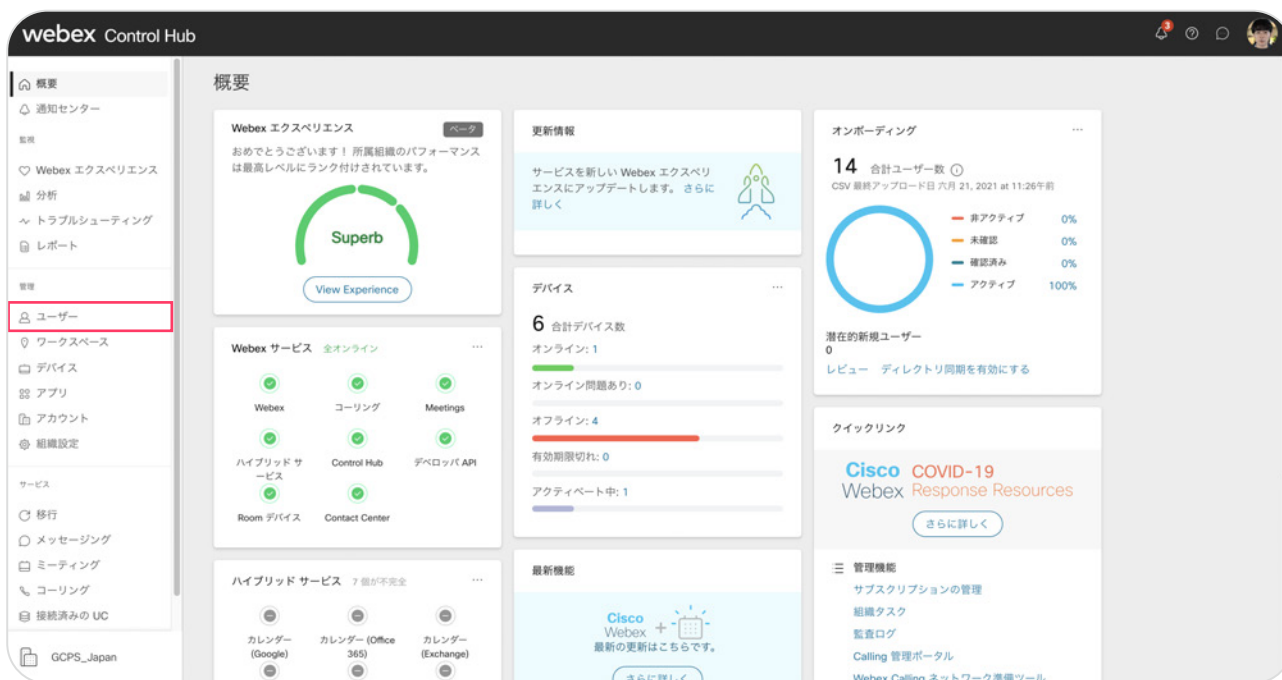 webex Control Hub
3
概要
通知センター
監視
Webex エクスペリエンス
分析
トラブルシューティング
レポート
管理
ユーザー
ワークスペース
デバイス
アプリ
アカウント
組織設定
サービス
移行
メッセージング
ミーティング
コーリング
接続済みの UC
GCPS_Japan
概要
Webex エクスペリエンス
ベータ
おめでとうございます！ 所属組織のパフォーマンス
は最高レベルにランク付けされています。
Superb
View Experience
Webex サービス 全オンライン
Webex
コーリング
Meetings
ハイブリッド サ
ービス
Control Hub
デベロッパ API
Room デバイス
Contact Center
ハイブリッド サービス 7 個が不完全
カレンダー
(Google)
カレンダー (Office
365)
カレンダー
(Exchange)
更新情報
サービスを新しい Webex エクスペリ
エンスにアップデートします。 さらに
詳しく
デバイス
6 合計デバイス数
オンライン: 1
オンライン問題あり: 0
オフライン: 4
有効期限切れ: 0
アクティベート中: 1
最新機能
Cisco
Webex +
最新の更新はこちらです。
さらに詳しく
オンボーディング
14 合計ユーザー数
CSV 最終アップロード日 六月 21, 2021 at 11:26午前
非アクティブ 0%
未確認 0%
確認済み 0%
アクティブ 100%
潜在的新規ユーザー
0
レビュー ディレクトリ同期を有効にする
クイックリンク
Cisco COVID-19
Webex Response Resources
さらに詳しく
管理機能
サブスクリプションの管理
組織タスク
監査ログ
Calling 管理ポータル
Webex Calling ネットワーク準備ツール